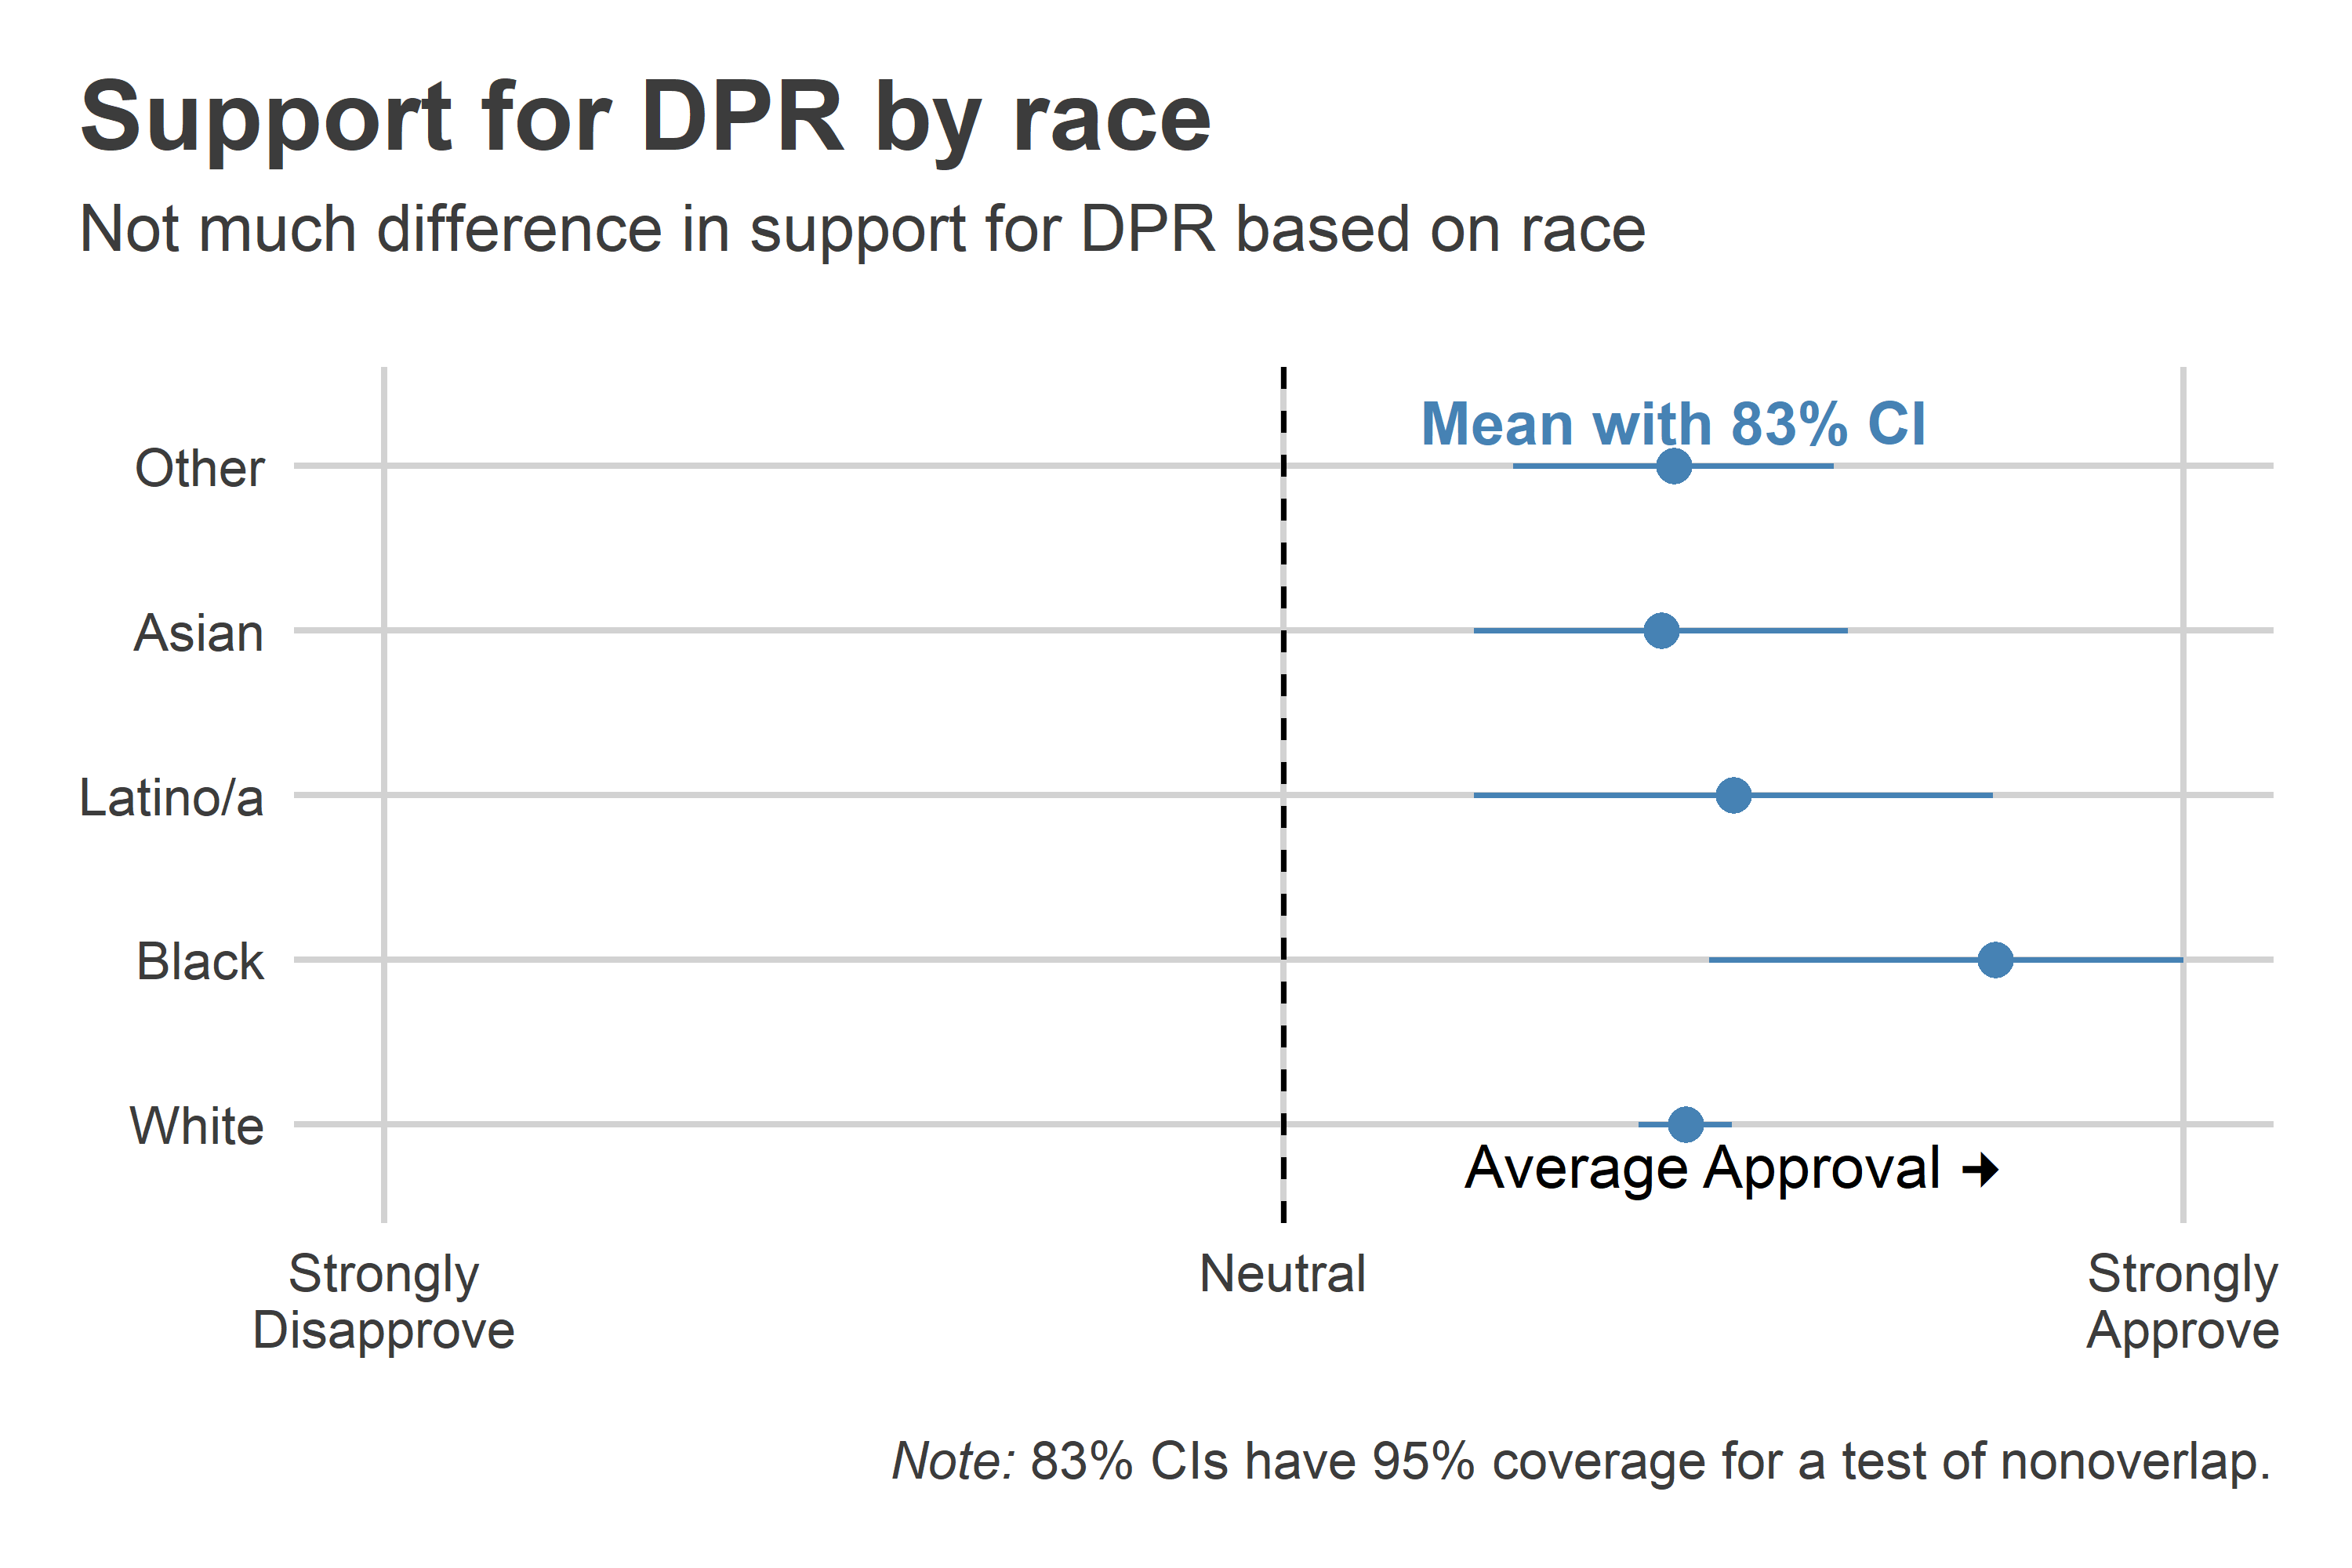 Support for DPR by race
Not much difference in support for DPR based on race
Mean with 83% CI
Other
Asian
Latino/a
Black
White
Average Approval →
Strongly
Disapprove
Neutral
Strongly
Approve
Note: 83% CIs have 95% coverage for a test of nonoverlap.